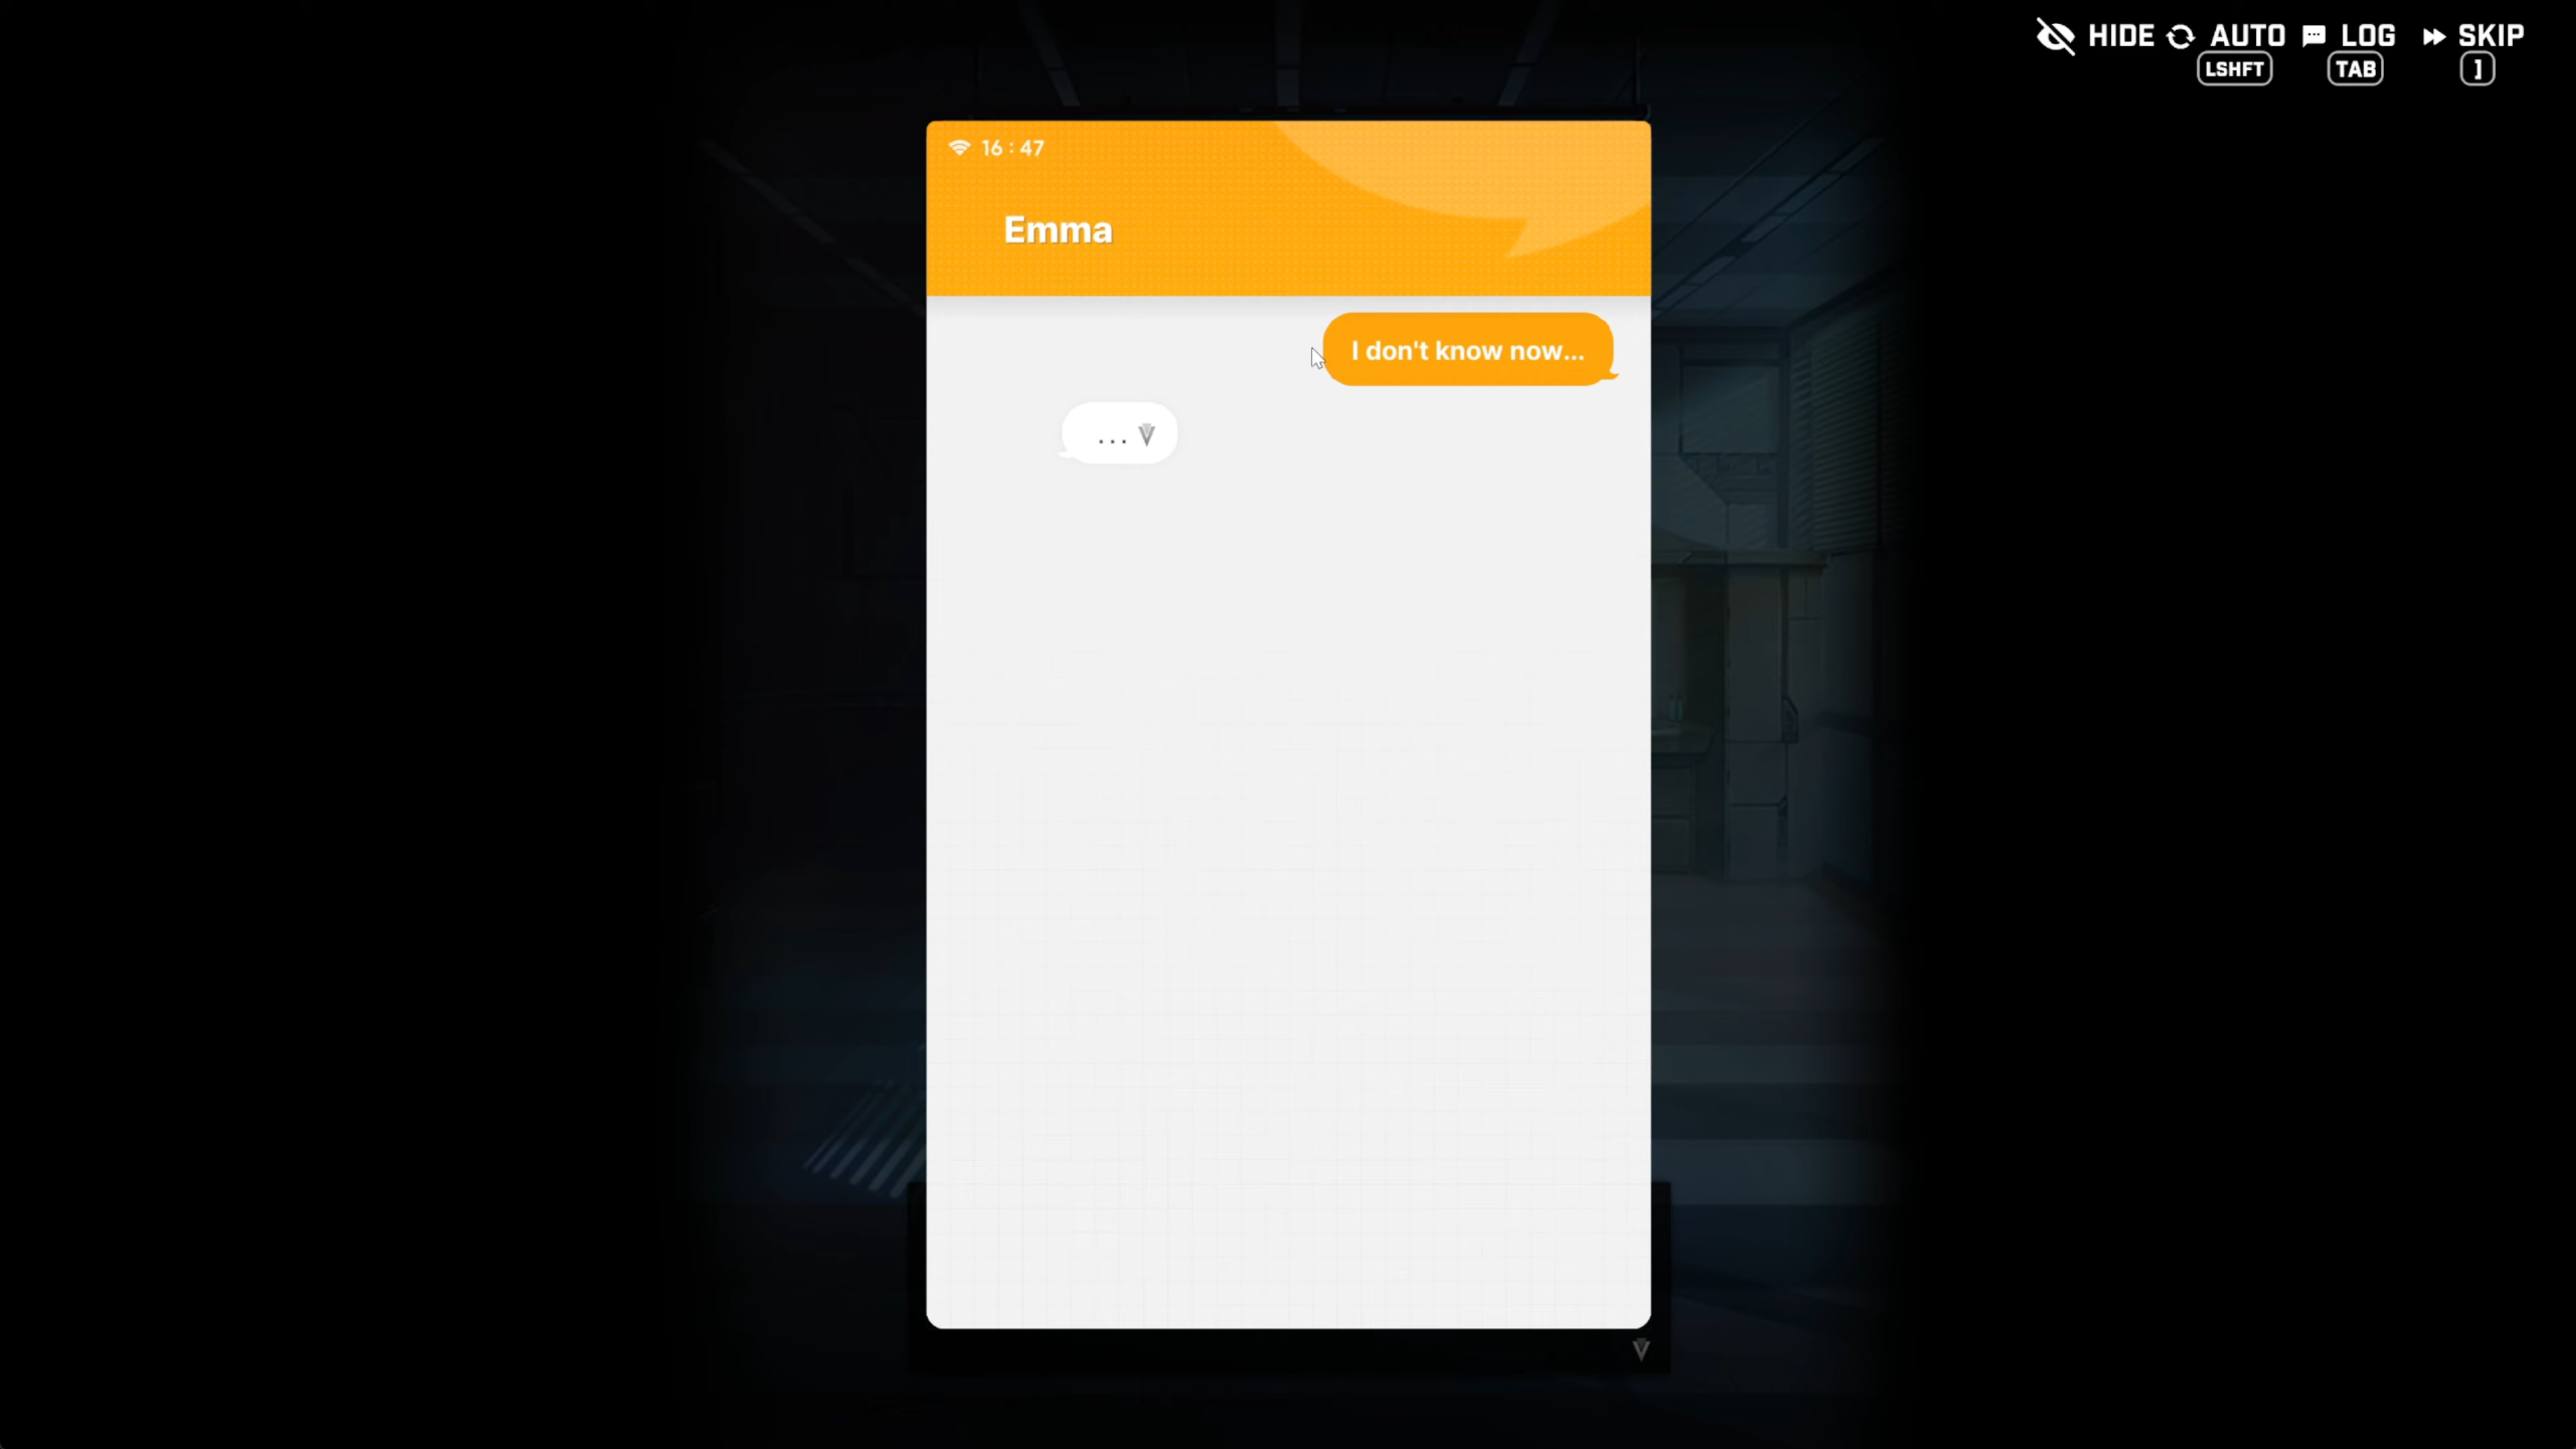 HIDE AUTO LOG SKIP
LSHFT TAB ]
16 : 47
Emma
I don't know now...
...